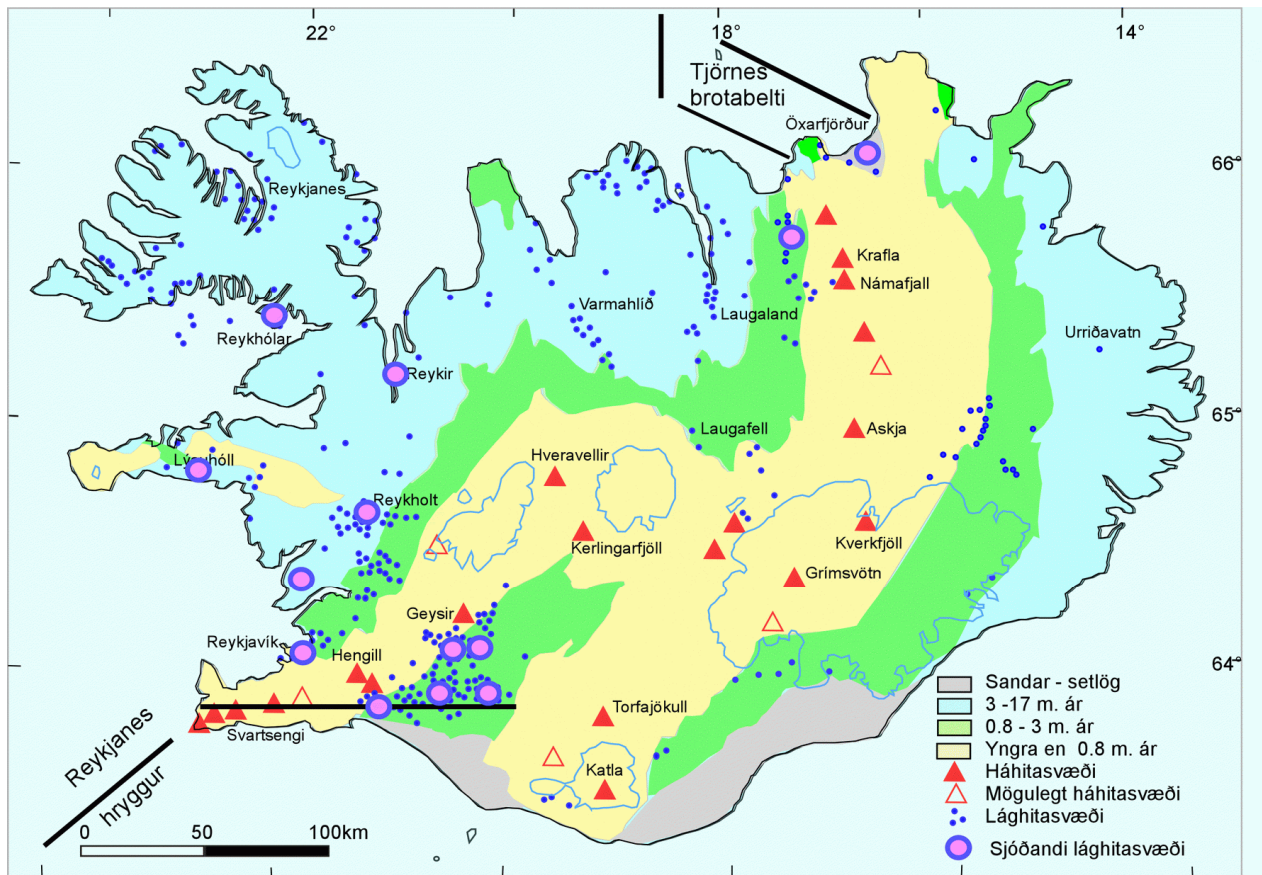 22°
18°
14°
Tjörnes
brotabelti
Öxarfjörður
66°
Reykjanes
Krafla
Námafjall
Varmahlíð
Laugaland
Reykhólar
Urriðavatn
Reykir
65°
Laugafell
Askja
Hveravellir
Lýsuhóll
Reykholt
Kerlingarfjöll
Kverkfjöll
Grímsvötn
Geysir
Reykjavík
Hengill
64°
Torfajökull
Svartsengi
Katla
Reykjanes
hryggur
0
50
100km
Sandar - setlög
3 -17 m. ár
0.8 - 3 m. ár
Yngra en 0.8 m. ár
Háhitasvæði
Mögulegt háhitasvæði
Lághitasvæði
Sjóðandi lághitasvæði